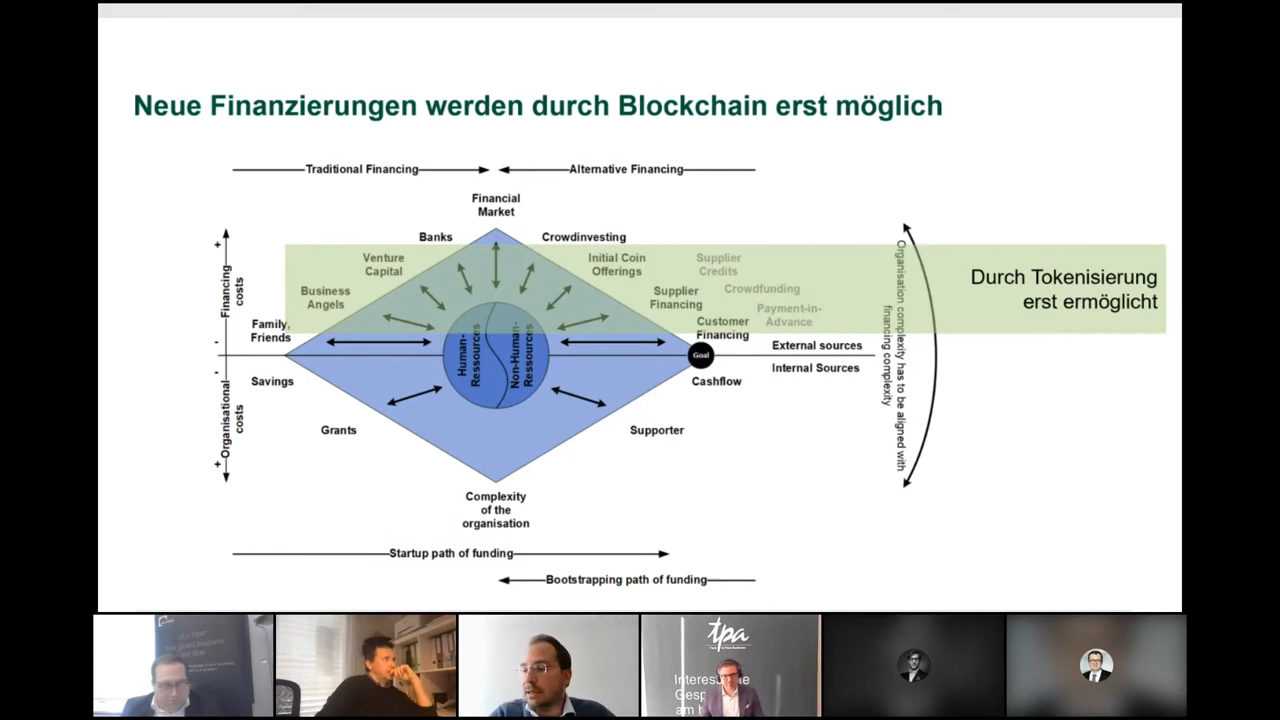 Neue Finanzierungen werden durch Blockchain erst möglich
Traditional Financing
Alternative Financing
Financial
Market
Banks
Crowdinvesting
Venture
Capital
Initial Coin
Offerings
Supplier
Credits
Business
Angels
Supplier
Financing
Crowdfunding
Payment-in-
Advance
Family,
Friends
Customer
Financing
Durch Tokenisierung
erst ermöglicht
+
Financing
costs
-
-
Organisational
costs
+
Human-
Ressources
Non-Human-
Ressources
Goal
External sources
Internal Sources
Savings
Cashflow
Grants
Supporter
Organisation complexity has to be aligned with
financing complexity
Complexity
of the
organisation
Startup path of funding
Bootstrapping path of funding
tpa
am